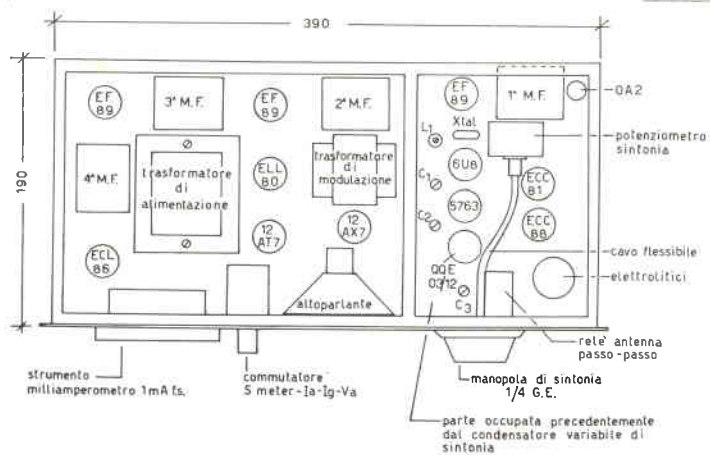 390
190
EF
89
3ª M.F.
EF
89
2ª M.F.
EF
89
1ª M.F.
OA2
Xtal
L1
potenziometro
sintonia
4ª M.F.
trasformatore
di
alimentazione
ELL
80
trasformatore
di
modulazione
6U8
C1
ECC
81
5763
C2
ECC
88
12
AT7
12
AX7
ECL
86
QQE
03/12
cavo flessibile
elettrolitici
altoparlante
C3
rele' antenna
passo-passo
strumento
milliamperometro 1mA f.s.
commutatore
S meter-Ia-Ig-Va
manopola di sintonia
1/4 G.E.
parte occupata precedentemente
dal condensatore variabile di
sintonia